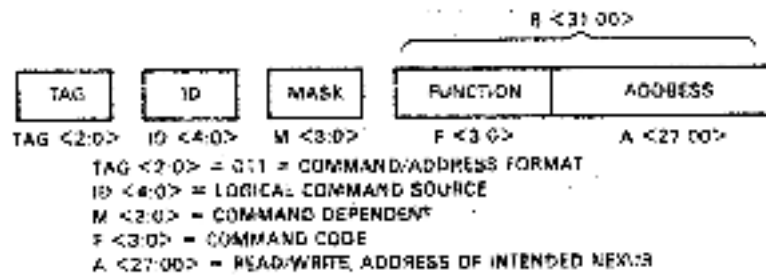 B <31:00>
TAG ID MASK FUNCTION ADDRESS
TAG <2:0> ID <4:0> M <3:0> F <3:0> A <27:00>
TAG <2:0> = 011 = COMMAND/ADDRESS FORMAT
ID <4:0> = LOGICAL COMMAND SOURCE
M <2:0> = COMMAND DEPENDENT
F <3:0> = COMMAND CODE
A <27:00> = READ/WRITE, ADDRESS OF INTENDED NEXUS